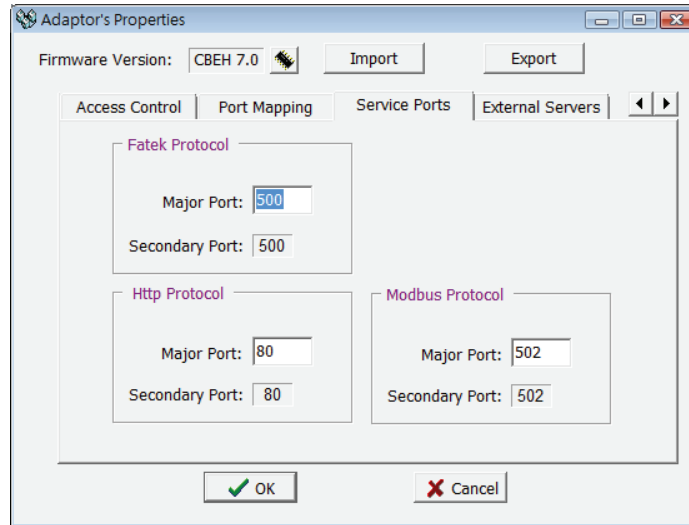 Adaptor's Properties
Firmware Version: CBEH 7.0 Import Export
Access Control Port Mapping Service Ports External Servers
Fatek Protocol
Major Port: 500
Secondary Port: 500
Http Protocol
Major Port: 80
Secondary Port: 80
Modbus Protocol
Major Port: 502
Secondary Port: 502
OK Cancel